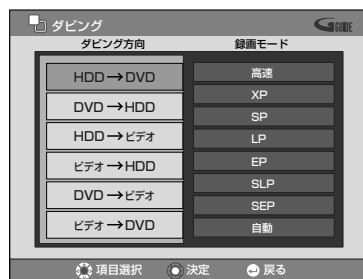 ダビング
GGUIDE
ダビング方向
録画モード
HDD→DVD
DVD→HDD
HDD→ビデオ
ビデオ→HDD
DVD→ビデオ
ビデオ→DVD
高速
XP
SP
LP
EP
SLP
SEP
自動
項目選択 決定 戻る